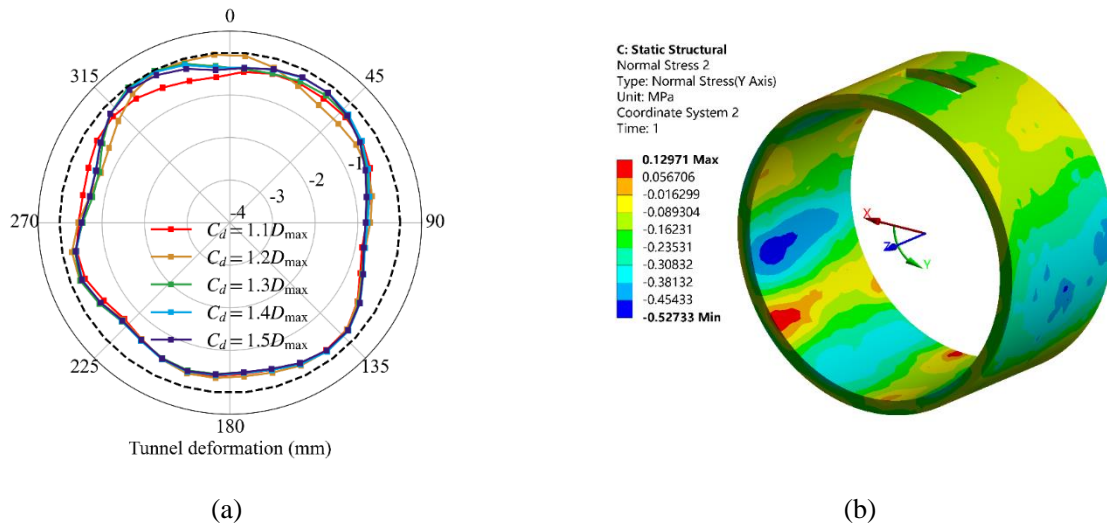 0
315
45
270
90
-1
-2
-3
-4
C_d = 1.1D_max
C_d = 1.2D_max
C_d = 1.3D_max
C_d = 1.4D_max
C_d = 1.5D_max
225
135
180
Tunnel deformation (mm)
(a)
C: Static Structural
Normal Stress 2
Type: Normal Stress(Y Axis)
Unit: MPa
Coordinate System 2
Time: 1
0.12971 Max
0.056706
-0.016299
-0.089304
-0.16231
-0.23531
-0.30832
-0.38132
-0.45433
-0.52733 Min
X
Z
Y
(b)